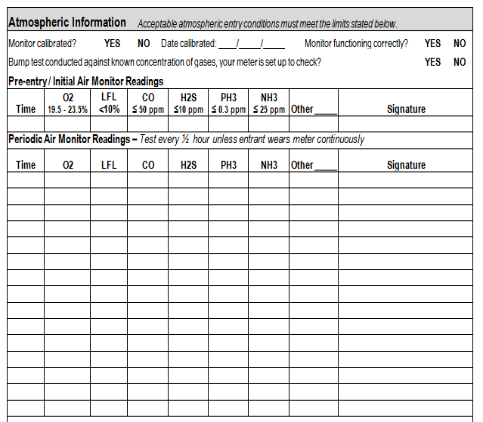 Atmospheric Information Acceptable atmospheric entry conditions must meet the limits stated below.
Monitor calibrated? YES NO Date calibrated: ___/___/___ Monitor functioning correctly? YES NO
Bump test conducted against known concentration of gases, your meter is set up to check? YES NO
Pre-entry / Initial Air Monitor Readings
Time O2 LFL CO H2S PH3 NH3 Other____ Signature
19.5 - 23.5% <10% ≤ 50 ppm ≤10 ppm ≤ 0.3 ppm ≤ 25 ppm
Periodic Air Monitor Readings – Test every ½ hour unless entrant wears meter continuously
Time O2 LFL CO H2S PH3 NH3 Other____ Signature